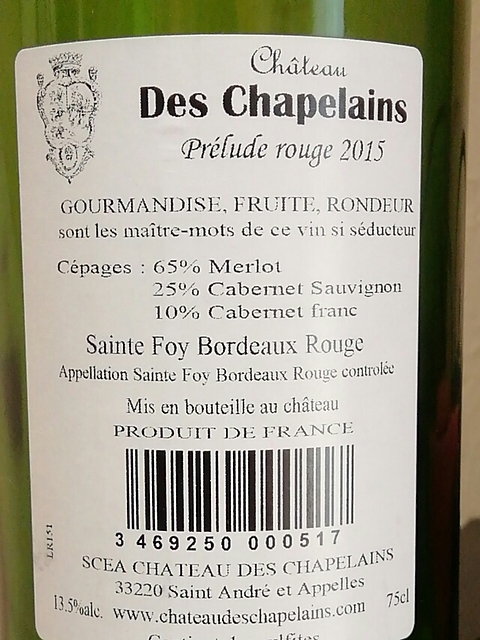 Château
Des Chapelains
Prélude rouge 2015
GOURMANDISE, FRUITE, RONDEUR
sont les maître-mots de ce vin si séducteur
Cépages : 65% Merlot
25% Cabernet Sauvignon
10% Cabernet franc
Sainte Foy Bordeaux Rouge
Appellation Sainte Foy Bordeaux Rouge controlée
Mis en bouteille au château
PRODUIT DE FRANCE
3 469250 000517
LR151
SCEA CHATEAU DES CHAPELAINS
33220 Saint André et Appelles
13.5%alc. www.chateaudeschapelains.com 75cl